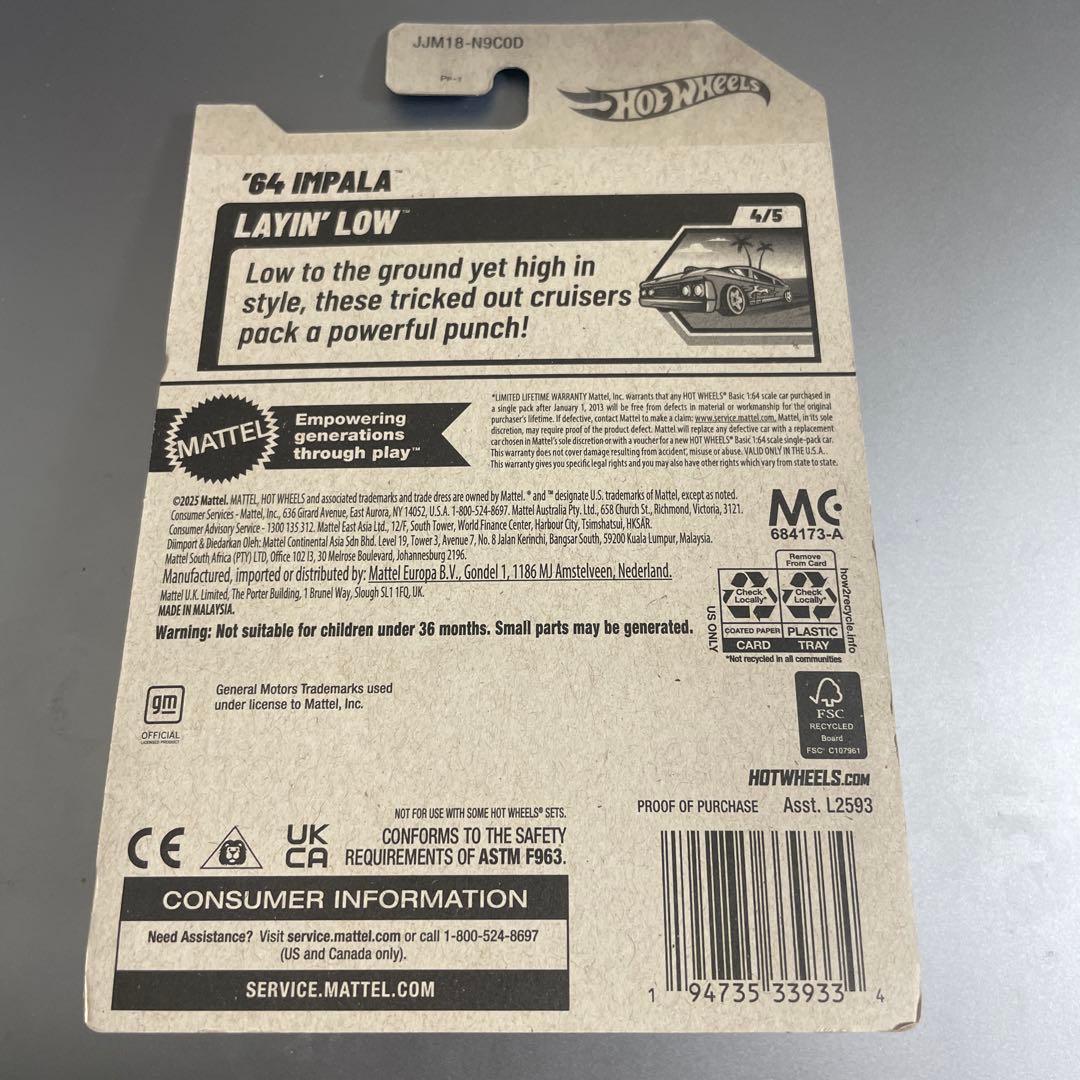 JJM18-N9C0D
HOT WHEELS
'64 IMPALA™
LAYIN' LOW™
4/5
Low to the ground yet high in
style, these tricked out cruisers
pack a powerful punch!
MATTEL
Empowering
generations
through play™
*LIMITED LIFETIME WARRANTY Mattel, Inc. warrants that any HOT WHEELS® Basic 1:64 scale car purchased in
a single pack after January 1, 2013 will be free from defects in material or workmanship for the original
purchaser's lifetime. If defective, contact Mattel to make a claim: www.service.mattel.com. Mattel, in its sole
discretion, may require proof of the product defect. Mattel will replace any defective car with a replacement
car chosen in Mattel's sole discretion or with a voucher for a new HOT WHEELS® Basic 1:64 scale single-pack car.
This warranty does not cover damage resulting from accident, misuse or abuse. VALID ONLY IN THE U.S.A..
This warranty gives you specific legal rights and you may also have other rights which vary from state to state.
©2025 Mattel. MATTEL, HOT WHEELS and associated trademarks and trade dress are owned by Mattel. ® and ™ designate U.S. trademarks of Mattel, except as noted.
Consumer Services - Mattel, Inc., 636 Girard Avenue, East Aurora, NY 14052, U.S.A. 1-800-524-8697. Mattel Australia Pty. Ltd., 658 Church St., Richmond, Victoria, 3121.
Consumer Advisory Service - 1300 135 312. Mattel East Asia Ltd., 12/F, South Tower, World Finance Center, Harbour City, Tsimshatsui, HKSAR.
Diimport & Diedarkan Oleh: Mattel Continental Asia Sdn Bhd. Level 19, Tower 3, Avenue 7, No. 8 Jalan Kerinchi, Bangsar South, 59200 Kuala Lumpur, Malaysia.
Mattel South Africa (PTY) LTD, Office 102 I3, 30 Melrose Boulevard, Johannesburg 2196.
Manufactured, imported or distributed by: Mattel Europa B.V., Gondel 1, 1186 MJ Amstelveen, Nederland.
Mattel U.K. Limited, The Porter Building, 1 Brunel Way, Slough SL1 1FQ, UK.
MADE IN MALAYSIA.
Warning: Not suitable for children under 36 months. Small parts may be generated.
MC
684173-A
Remove
From Card
Check
Locally*
Check
Locally*
COATED PAPER
PLASTIC
CARD
TRAY
US ONLY
how2recycle.info
*Not recycled in all communities
gm
OFFICIAL
LICENSED PRODUCT
General Motors Trademarks used
under license to Mattel, Inc.
FSC
RECYCLED
Board
FSC® C107961
HOTWHEELS.COM
PROOF OF PURCHASE Asst. L2593
NOT FOR USE WITH SOME HOT WHEELS® SETS.
CE
UK
CA
CONFORMS TO THE SAFETY
REQUIREMENTS OF ASTM F963.
CONSUMER INFORMATION
Need Assistance? Visit service.mattel.com or call 1-800-524-8697
(US and Canada only).
SERVICE.MATTEL.COM
1 94735 33933 4